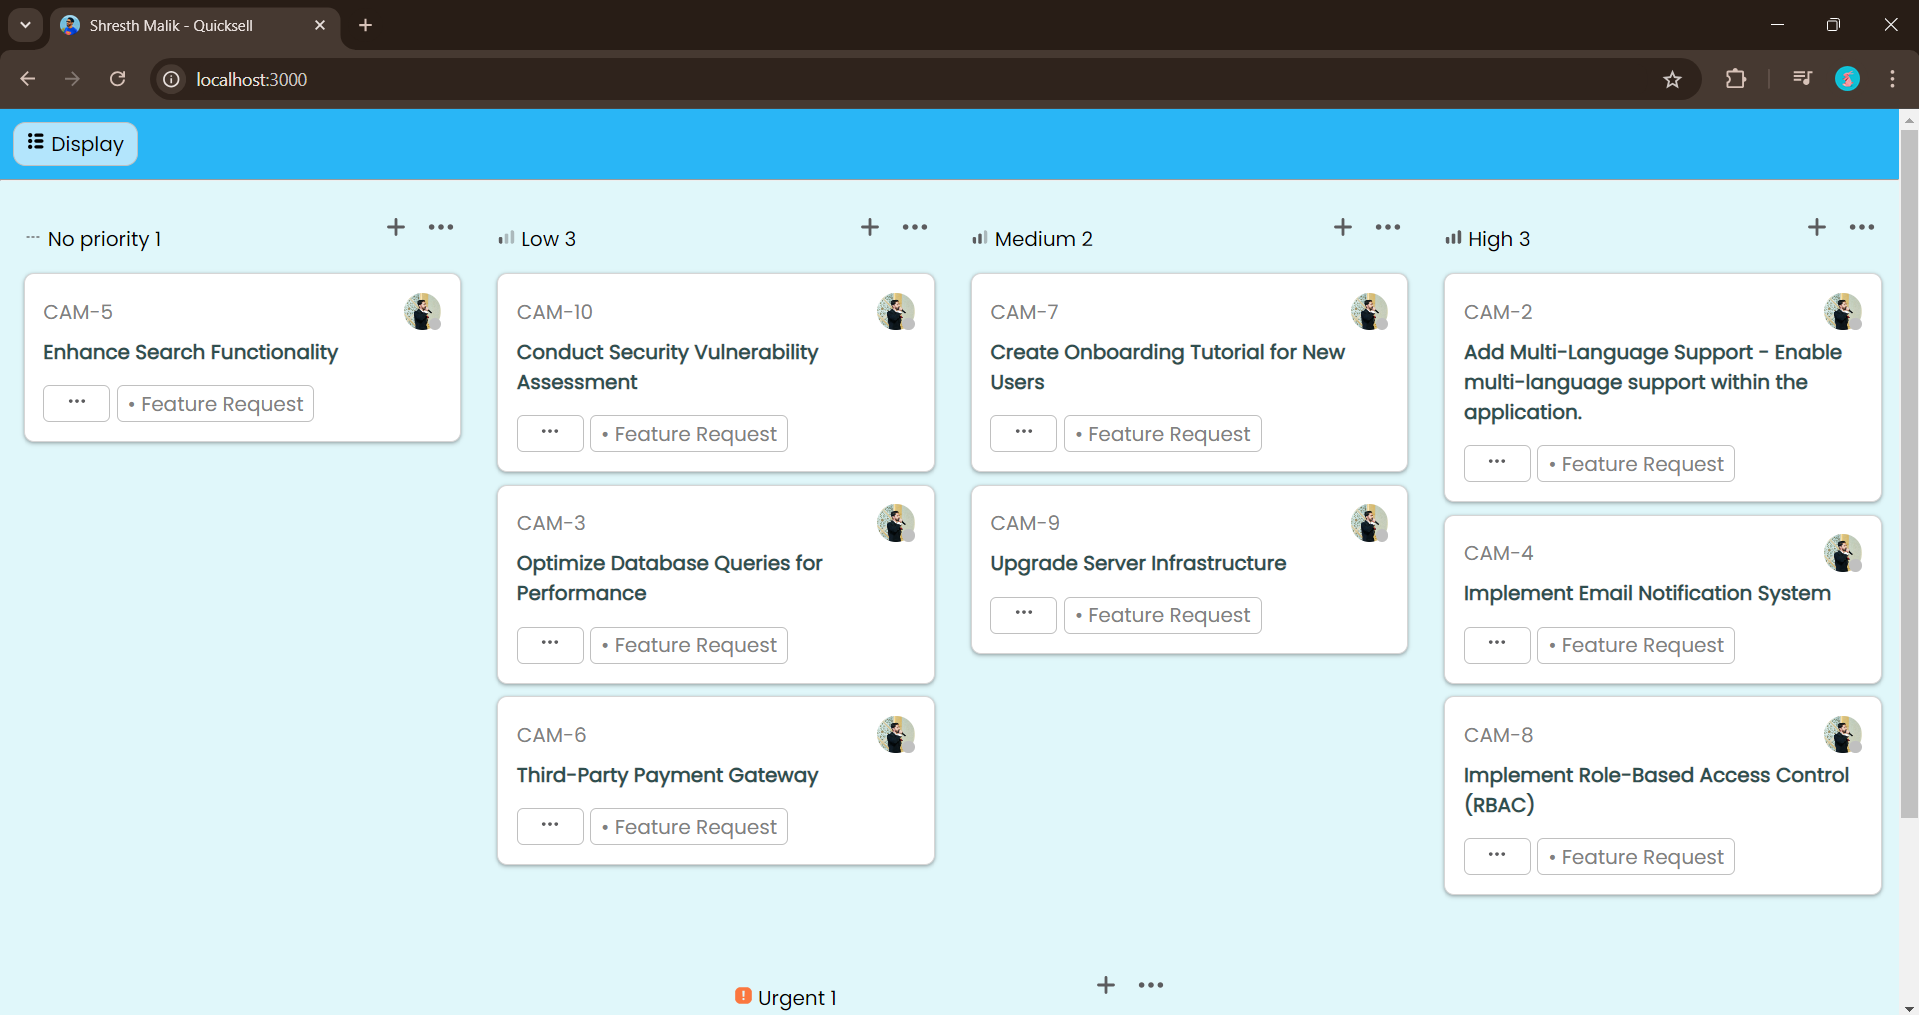 Shresth Malik - Quicksell
localhost:3000
Display
No priority 1
CAM-5
Enhance Search Functionality
• Feature Request
Low 3
CAM-10
Conduct Security Vulnerability
Assessment
• Feature Request
CAM-3
Optimize Database Queries for
Performance
• Feature Request
CAM-6
Third-Party Payment Gateway
• Feature Request
Medium 2
CAM-7
Create Onboarding Tutorial for New
Users
• Feature Request
CAM-9
Upgrade Server Infrastructure
• Feature Request
High 3
CAM-2
Add Multi-Language Support - Enable
multi-language support within the
application.
• Feature Request
CAM-4
Implement Email Notification System
• Feature Request
CAM-8
Implement Role-Based Access Control
(RBAC)
• Feature Request
Urgent 1